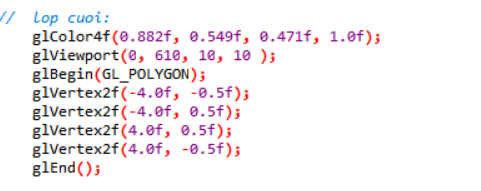 // lop cuoi:
glColor4f(0.882f, 0.549f, 0.471f, 1.0f);
glViewport(0, 610, 10, 10 );
glBegin(GL_POLYGON);
glVertex2f(-4.0f, -0.5f);
glVertex2f(-4.0f, 0.5f);
glVertex2f(4.0f, 0.5f);
glVertex2f(4.0f, -0.5f);
glEnd();